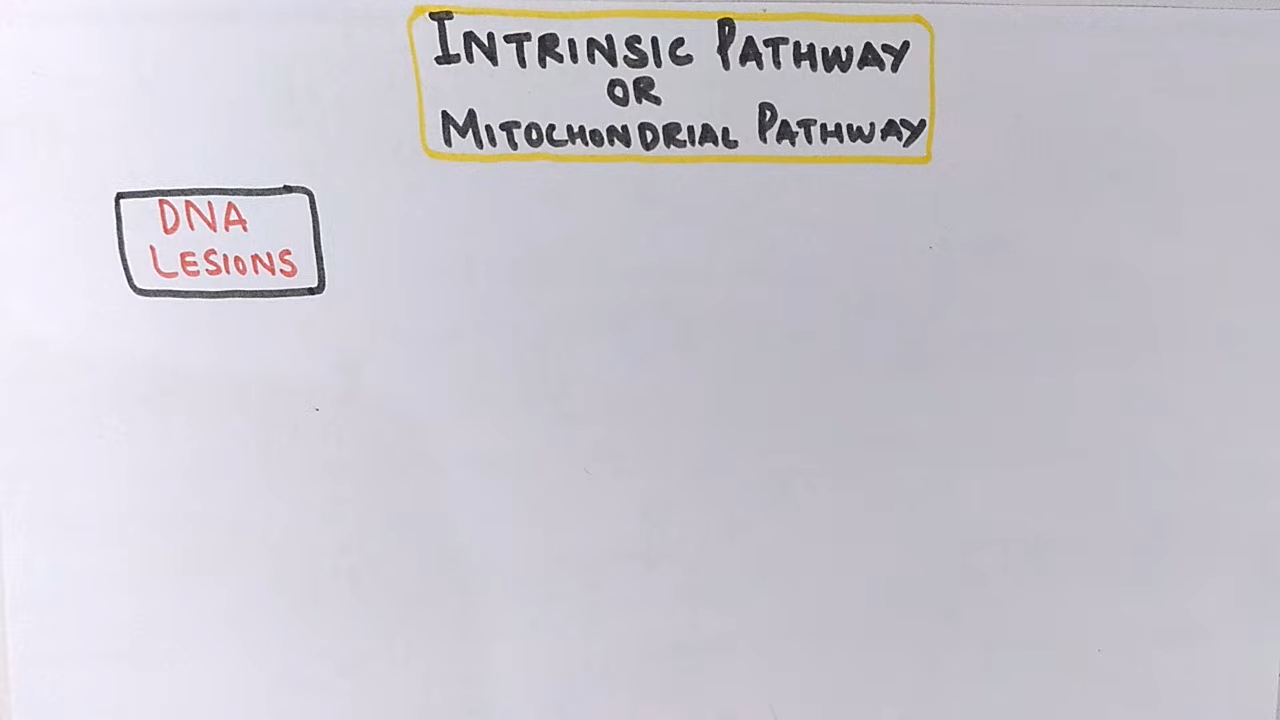 INTRINSIC PATHWAY
OR
MITOCHONDRIAL PATHWAY
DNA
LESIONS